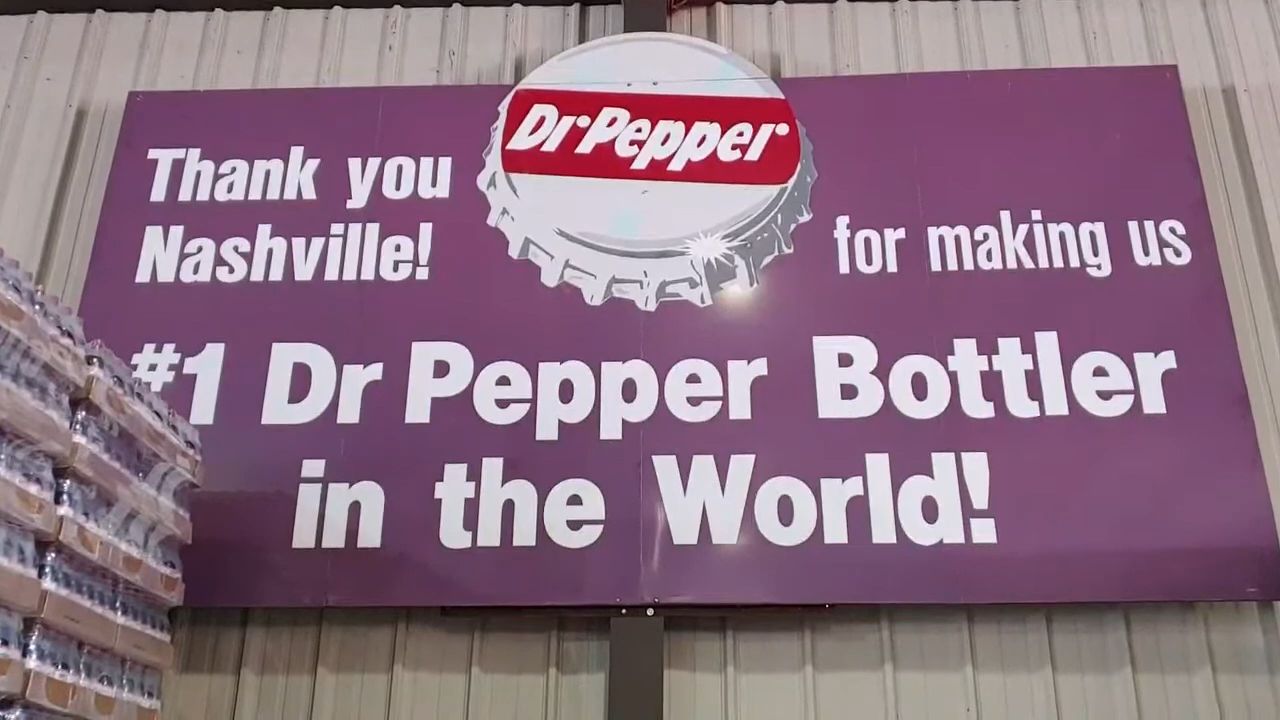 Dr Pepper
Thank you
Nashville!
for making us
#1 Dr Pepper Bottler
in the World!